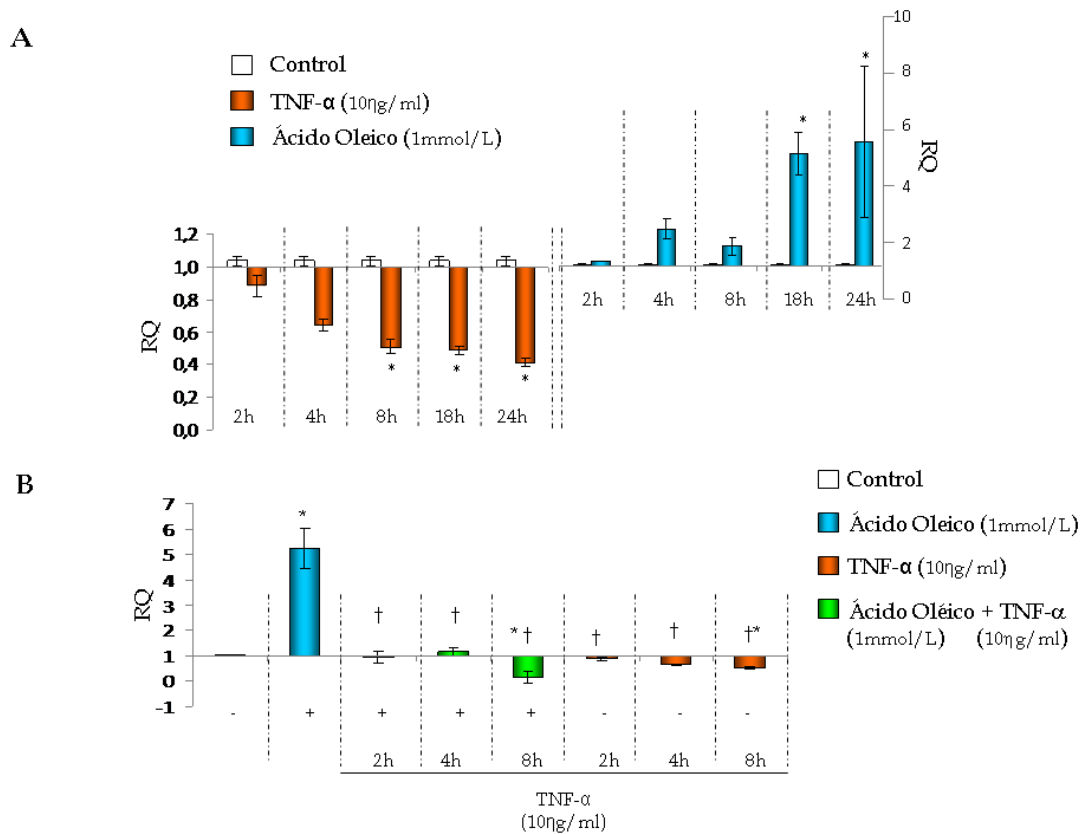 A
Control
TNF-α (10ηg/ml)
Ácido Oleico (1mmol/L)
10
8
6
4
2
0
RQ
1,2
1,0
0,8
0,6
0,4
0,2
0,0
RQ
* * *
* *
2h 4h 8h 18h 24h
2h 4h 8h 18h 24h
B
Control
Ácido Oleico (1mmol/L)
TNF-α (10ηg/ml)
Ácido Oléico + TNF-α
(1mmol/L) (10ηg/ml)
7
6
5
4
3
2
1
0
-1
RQ
* † † *† † † †*
- + + + + - - -
2h 4h 8h 2h 4h 8h
TNF-α
(10ηg/ml)